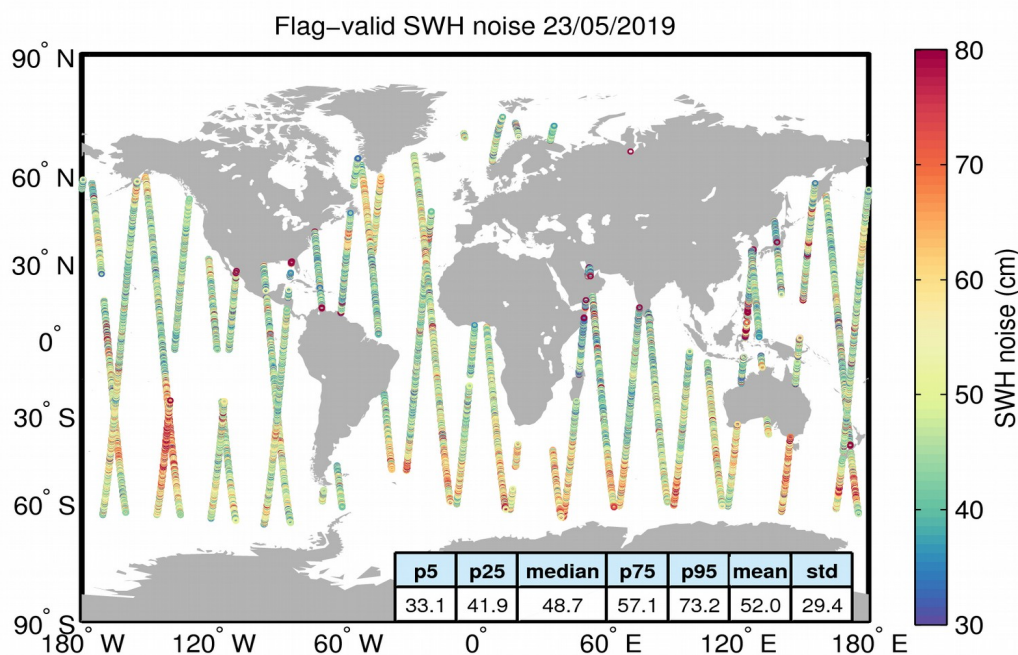 Flag−valid SWH noise 23/05/2019
90° N
60° N
30° N
0°
30° S
60° S
90° S
180° W
120° W
60° W
0°
60° E
120° E
180° E
p5 p25 median p75 p95 mean std
33.1 41.9 48.7 57.1 73.2 52.0 29.4
80
70
60
50
40
30
SWH noise (cm)